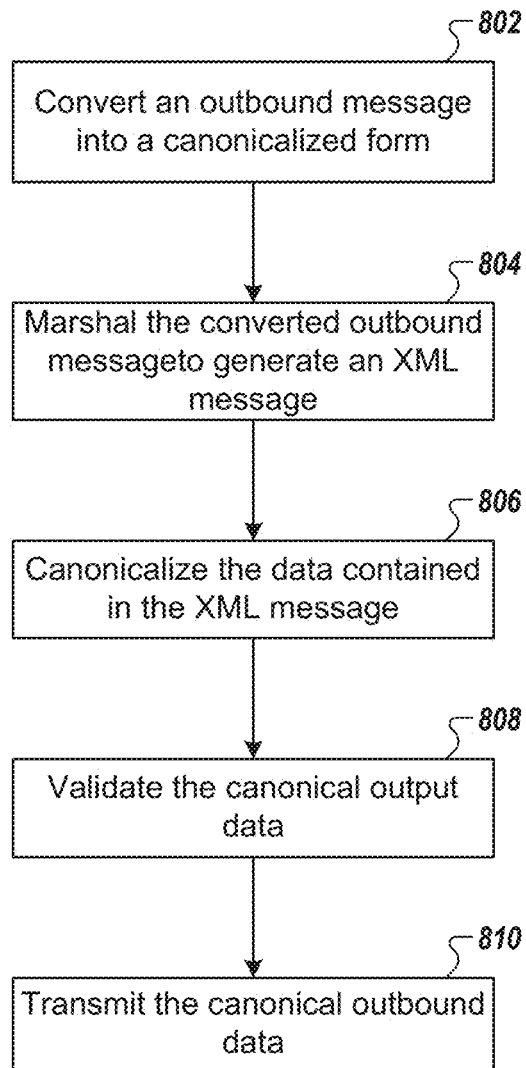 802
Convert an outbound message
into a canonicalized form
804
Marshal the converted outbound
messageto generate an XML
message
806
Canonicalize the data contained
in the XML message
808
Validate the canonical output
data
810
Transmit the canonical outbound
data